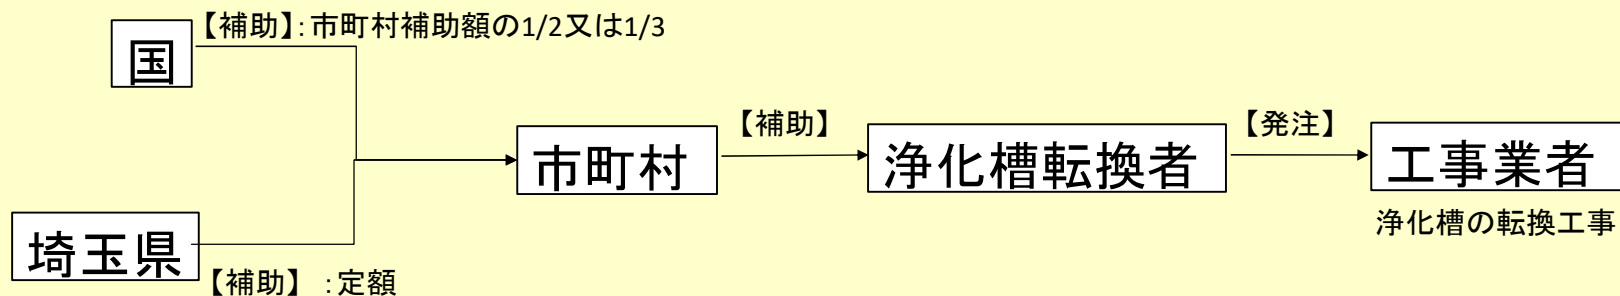 【補助】：市町村補助額の1/2又は1/3
国
【補助】
【発注】
市町村
浄化槽転換者
工事業者
浄化槽の転換工事
埼玉県
【補助】：定額